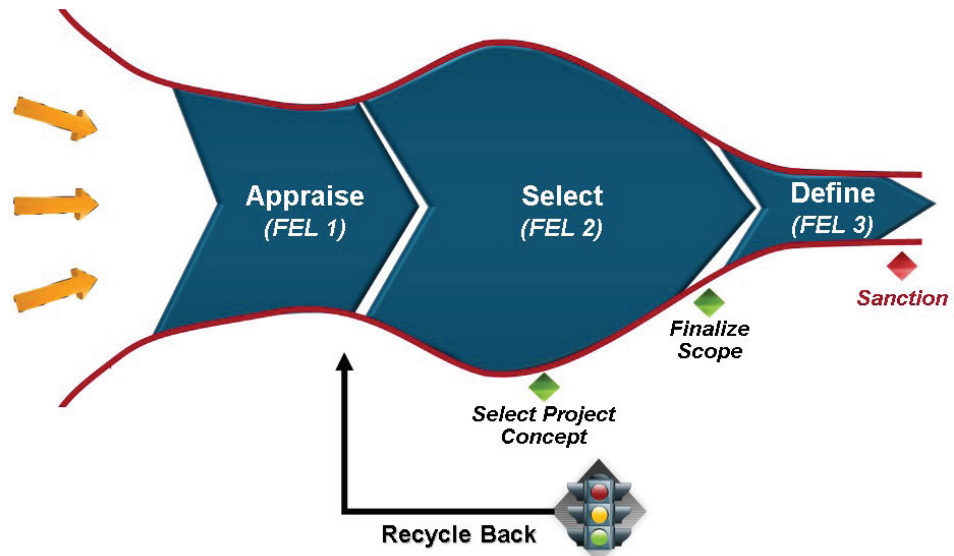 Appraise
(FEL 1)
Select
(FEL 2)
Define
(FEL 3)
Sanction
Finalize
Scope
Select Project
Concept
Recycle Back